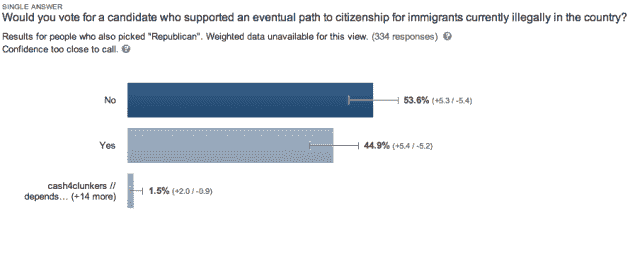 SINGLE ANSWER
Would you vote for a candidate who supported an eventual path to citizenship for immigrants currently illegally in the country?
Results for people who also picked "Republican". Weighted data unavailable for this view. (334 responses) ?
Confidence too close to call. ?
No 53.6% (+5.3 / -5.4)
Yes 44.9% (+5.4 / -5.2)
cash4clunkers // 1.5% (+2.0 / -0.9)
depends... (+14 more)